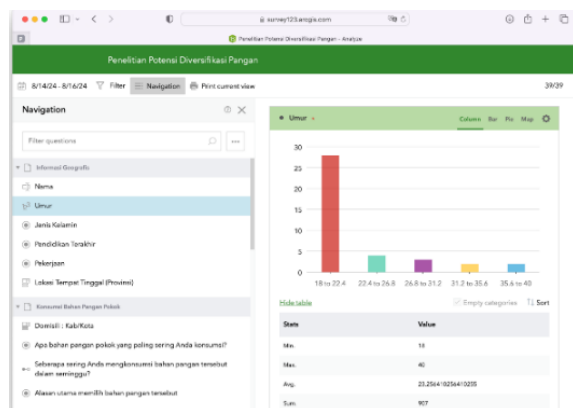 survey123.arcgis.com
Penelitian Potensi Diversifikasi Pangan - Analyze
Penelitian Potensi Diversifikasi Pangan
8/14/24 - 8/16/24 Filter Navigation Print current view 39/39
Navigation
Filter questions
Informasi Geografis
Nama
Umur
Jenis Kelamin
Pendidikan Terakhir
Pekerjaan
Lokasi Tempat Tinggal (Provinsi)
Konsumsi Bahan Pangan Pokok
Domisili : Kab/Kota
Apa bahan pangan pokok yang paling sering Anda konsumsi?
Seberapa sering Anda mengkonsumsi bahan pangan tersebut
dalam seminggu?
Alasan utama memilih bahan pangan tersebut
Umur
Column Bar Pie Map
30
25
20
15
10
5
0
18 to 22.4 22.4 to 26.8 26.8 to 31.2 31.2 to 35.6 35.6 to 40
Hide table Empty categories Sort
Stats Value
Min. 18
Max. 40
Avg. 23.256410256410255
Sum 907